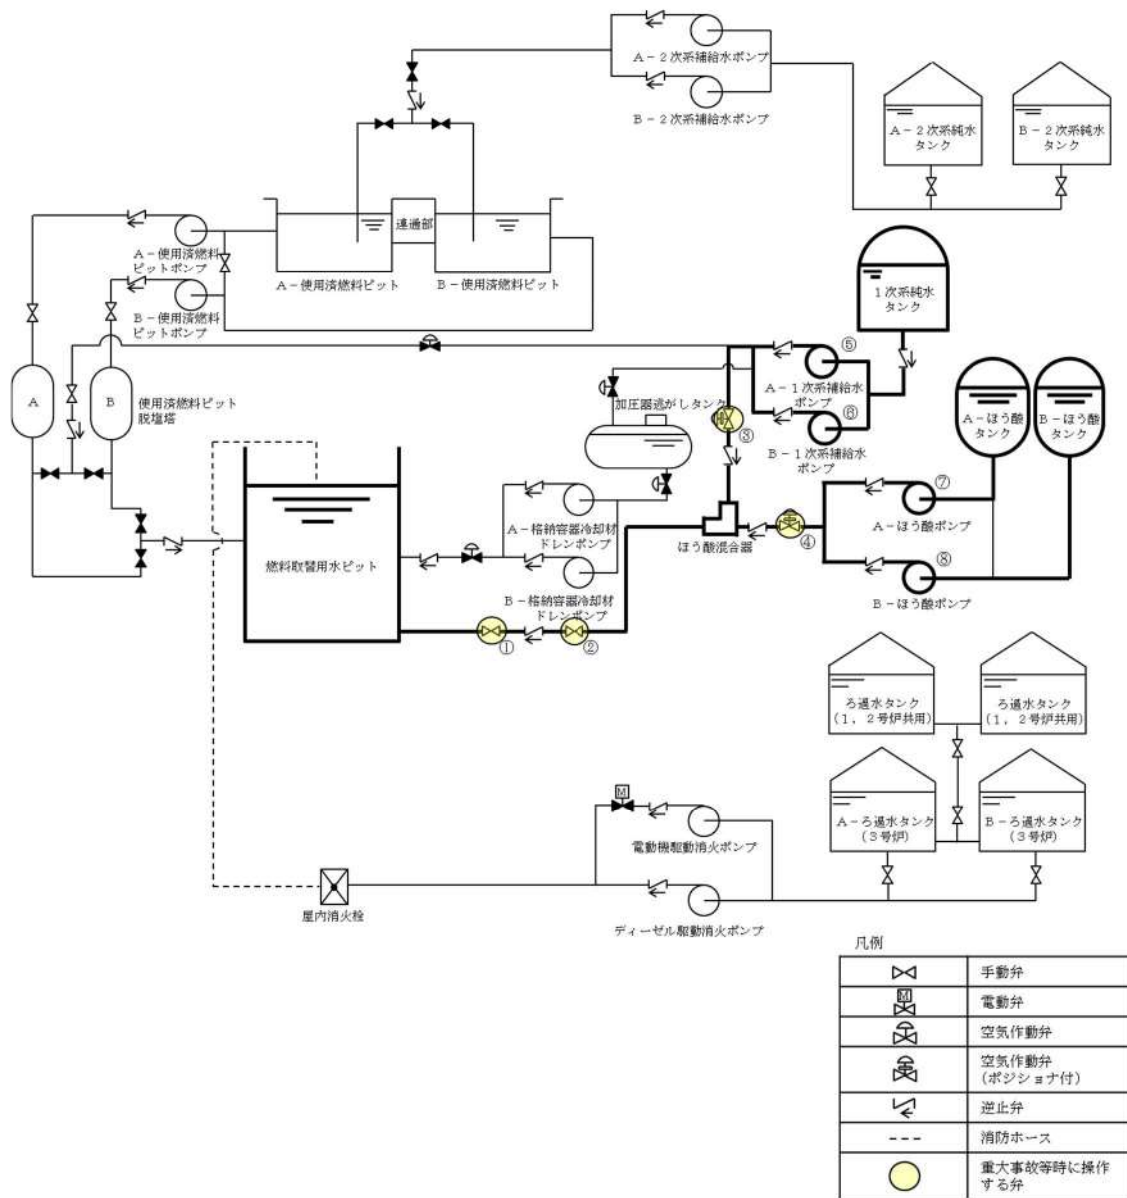 A-2次系補給水ポンプ
B-2次系補給水ポンプ
A-2次系純水
タンク
B-2次系純水
タンク
連通部
A-使用済燃料
ピットポンプ
A-使用済燃料ピット
B-使用済燃料ピット
B-使用済燃料
ピットポンプ
1次系純水
タンク
A
B
使用済燃料ピット
脱塩塔
加圧器逃がしタンク
⑤
A-1次系補給水
ポンプ
⑥
③
B-1次系補給水
ポンプ
A-ほう酸
タンク
B-ほう酸
タンク
⑦
A-ほう酸ポンプ
A-格納容器冷却材
ドレンポンプ
ほう酸混合器
④
⑧
B-ほう酸ポンプ
燃料取替用水ピット
B-格納容器冷却材
ドレンポンプ
①
②
ろ過水タンク
(1,2号炉共用)
ろ過水タンク
(1,2号炉共用)
A-ろ過水タンク
(3号炉)
B-ろ過水タンク
(3号炉)
M
電動機駆動消火ポンプ
屋内消火栓
ディーゼル駆動消火ポンプ
凡例
手動弁
M
電動弁
空気作動弁
空気作動弁
(ポジショナ付)
逆止弁
消防ホース
重大事故等時に操作
する弁